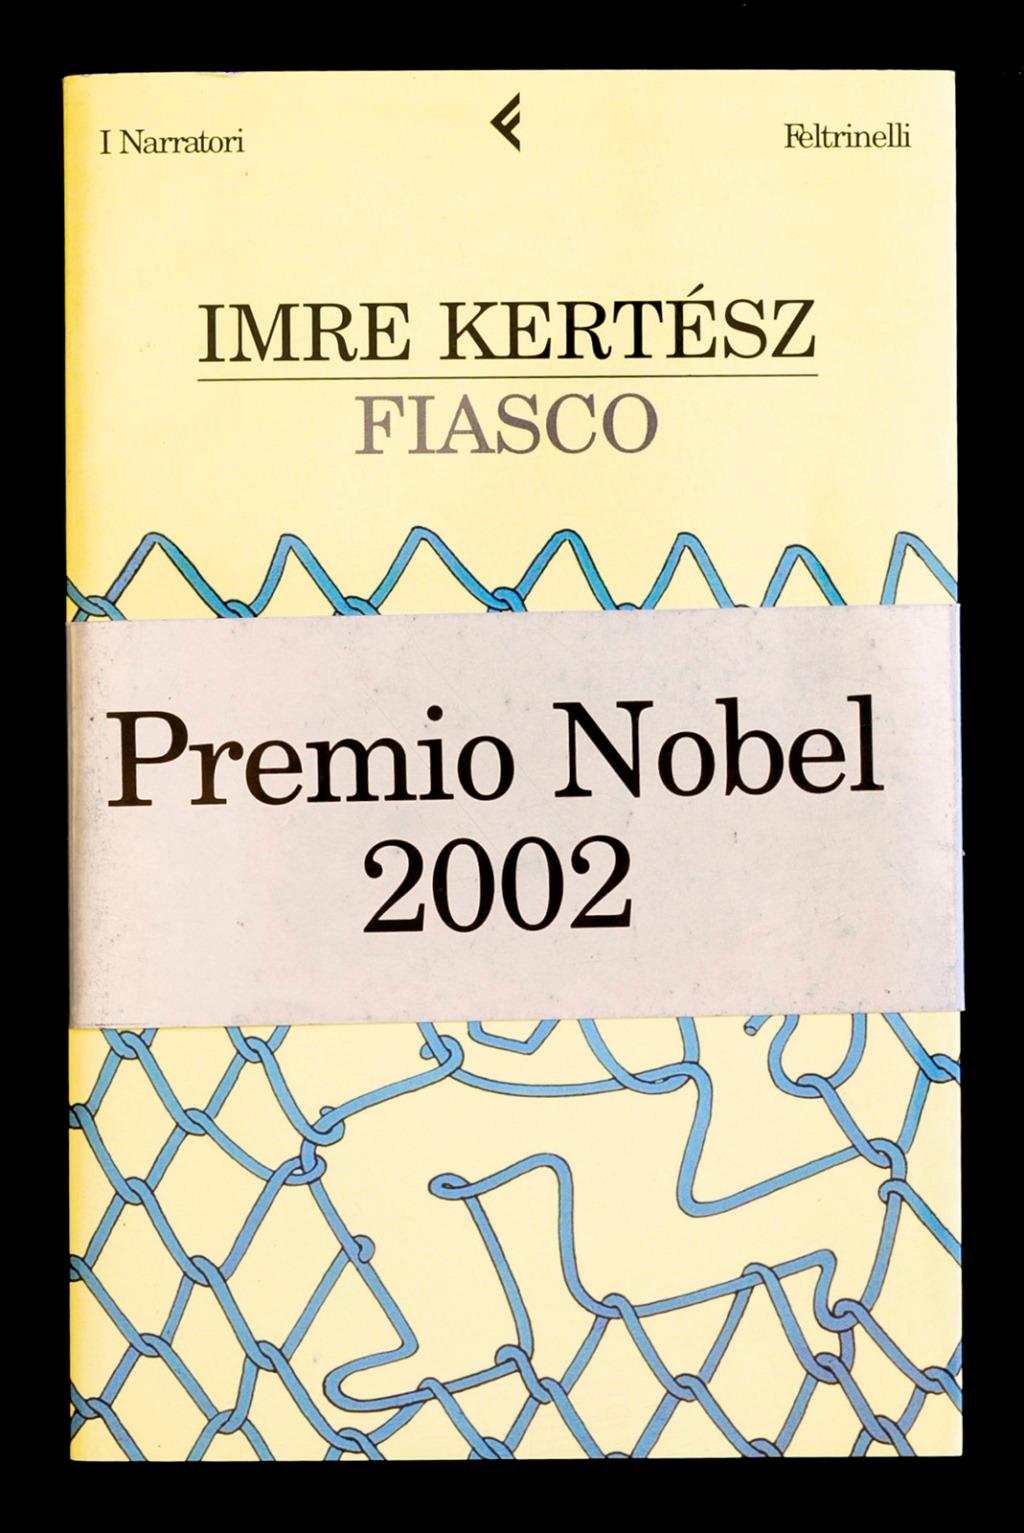 I Narratori
Feltrinelli
IMRE KERTÉSZ
FIASCO
Premio Nobel
2002